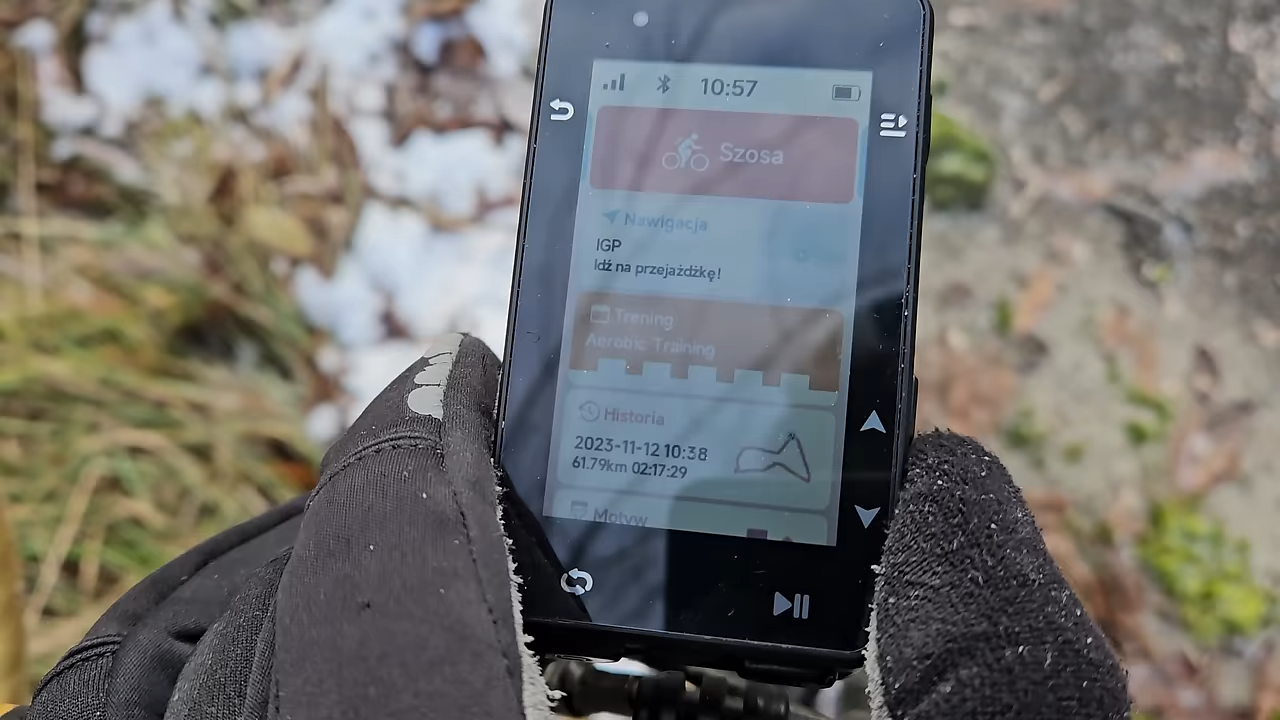 10:57
Szosa
Nawigacja
IGP
Idź na przejażdżkę!
Trening
Aerobic Training
Historia
2023-11-12 10:38
61.79km 02:17:29
Motyw